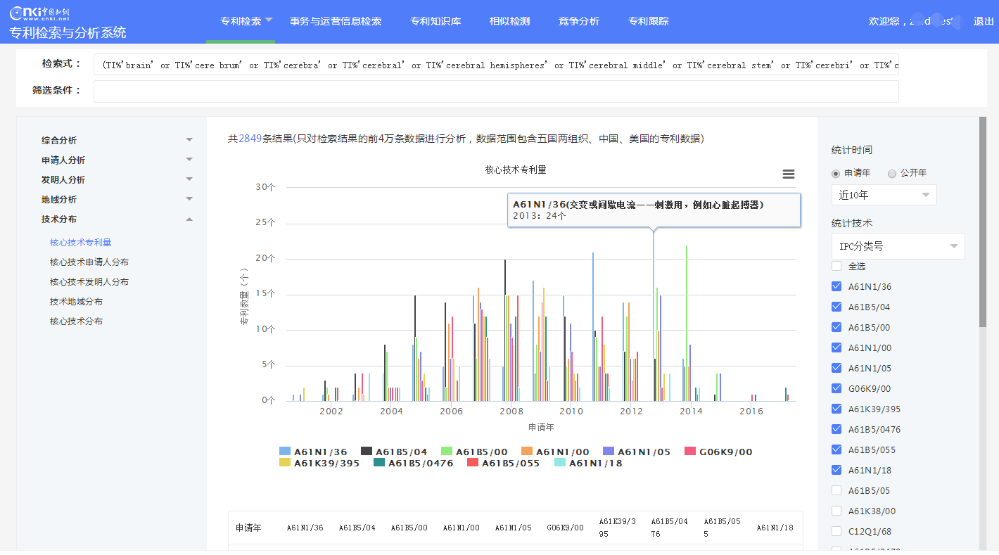 cnki 中国知网
www.cnki.net
专利检索与分析系统
专利检索 事务与运营信息检索 专利知识库 相似检测 竞争分析 专利跟踪
欢迎您， 退出
检索式：
(TI%'brain' or TI%'cere brum' or TI%'cerebra' or TI%'cerebral' or TI%'cerebral hemispheres' or TI%'cerebral middle' or TI%'cerebral stem' or TI%'cerebri' or TI%'c
筛选条件：
综合分析
申请人分析
发明人分析
地域分析
技术分布
核心技术专利量
核心技术申请人分布
核心技术发明人分布
技术地域分布
核心技术分布
共2849条结果(只对检索结果的前4万条数据进行分析，数据范围包含五国两组织、中国、美国的专利数据)
核心技术专利量
30个
25个
20个
15个
10个
5个
0个
专利数量（个）
A61N1/36(交变或间歇电流——刺激用，例如心脏起搏器)
2013: 24个
2002 2004 2006 2008 2010 2012 2014 2016
申请年
A61N1/36 A61B5/04 A61B5/00 A61N1/00 A61N1/05 G06K9/00
A61K39/395 A61B5/0476 A61B5/055 A61N1/18
申请年 A61N1/36 A61B5/04 A61B5/00 A61N1/00 A61N1/05 G06K9/00 A61K39/3 A61B5/04 A61B5/05 A61N1/18
95 76 5
统计时间
申请年 公开年
近10年
统计技术
IPC分类号
全选
A61N1/36
A61B5/04
A61B5/00
A61N1/00
A61N1/05
G06K9/00
A61K39/395
A61B5/0476
A61B5/055
A61N1/18
A61B5/05
A61K38/00
C12Q1/68